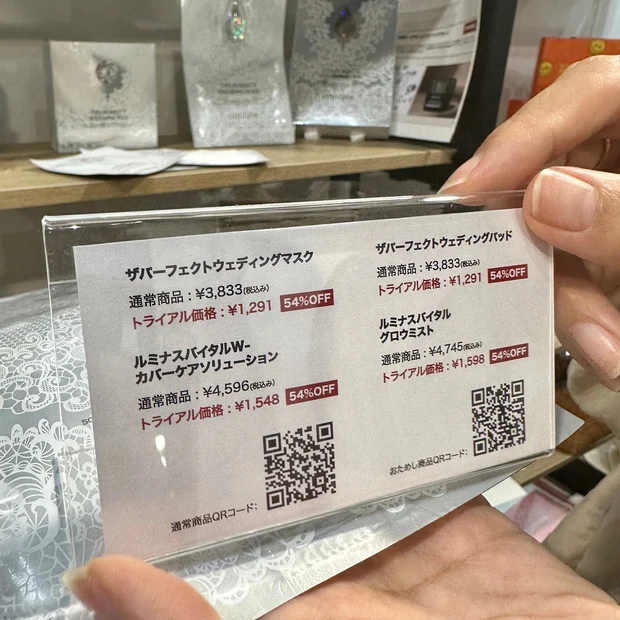 ザパーフェクトウェディングマスク
通常商品：¥3,833(税込み)
トライアル価格：¥1,291 54%OFF
ルミナスバイタルW-
カバーケアソリューション
通常商品：¥4,596(税込み)
トライアル価格：¥1,548 54%OFF
通常商品QRコード：
ザパーフェクトウェディングパッド
通常商品：¥3,833(税込み)
トライアル価格：¥1,291 54%OFF
ルミナスバイタル
グロウミスト
通常商品：¥4,745(税込み)
トライアル価格：¥1,598 54%OFF
おためし商品QRコード：